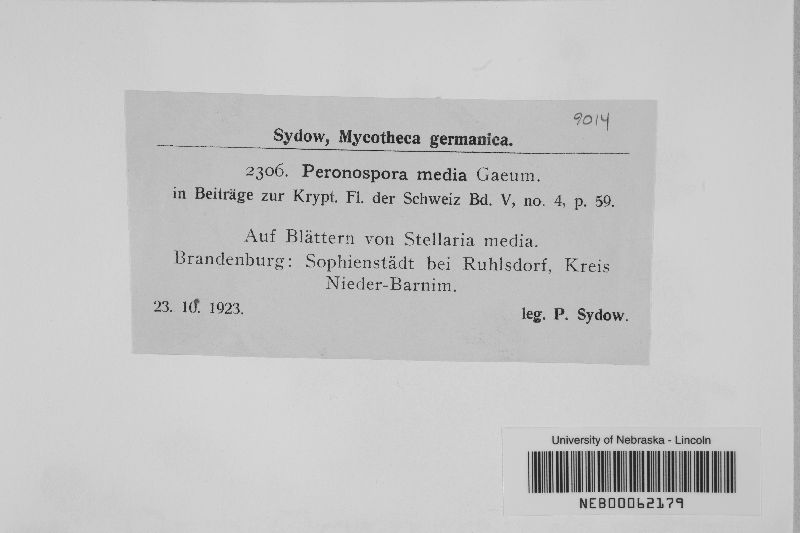 9014
Sydow, Mycotheca germanica.
2306. Peronospora media Gaeum.
in Beiträge zur Krypt. Fl. der Schweiz Bd. V, no. 4, p. 59.
Auf Blättern von Stellaria media.
Brandenburg: Sophienstädt bei Ruhlsdorf, Kreis
Nieder-Barnim.
23. 10. 1923. leg. P. Sydow.
University of Nebraska - Lincoln
NEB00062179